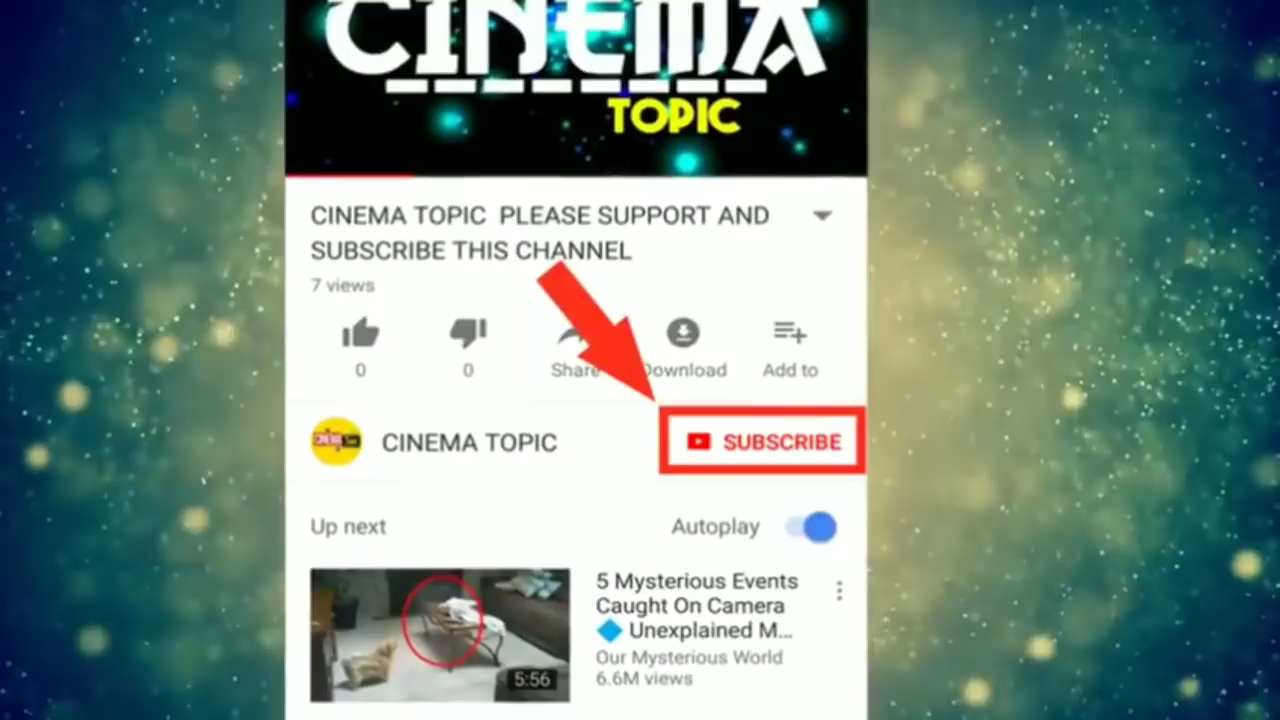 CINEMA
TOPIC
CINEMA TOPIC PLEASE SUPPORT AND
SUBSCRIBE THIS CHANNEL
7 views
0
0
Share
Download
Add to
CINEMA TOPIC
SUBSCRIBE
Up next
Autoplay
5 Mysterious Events
Caught On Camera
🔷 Unexplained M...
Our Mysterious World
6.6M views
5:56